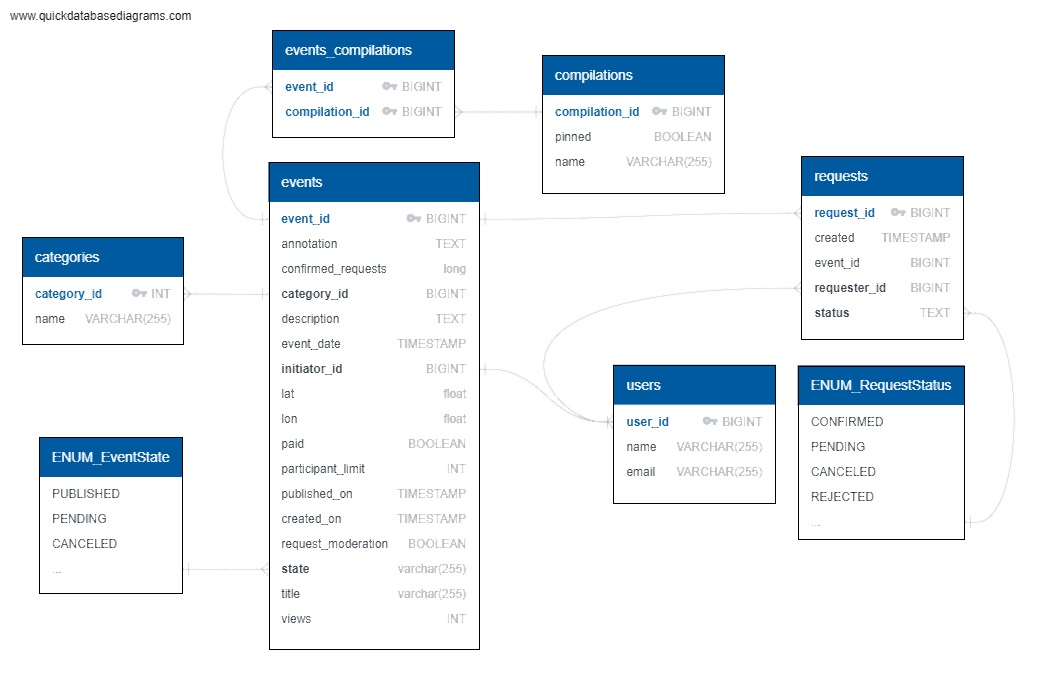 www.quickdatabasediagrams.com
events_compilations
event_id BIGINT
compilation_id BIGINT
compilations
compilation_id BIGINT
pinned BOOLEAN
name VARCHAR(255)
events
event_id BIGINT
annotation TEXT
confirmed_requests long
category_id BIGINT
description TEXT
event_date TIMESTAMP
initiator_id BIGINT
lat float
lon float
paid BOOLEAN
participant_limit INT
published_on TIMESTAMP
created_on TIMESTAMP
request_moderation BOOLEAN
state varchar(255)
title varchar(255)
views INT
requests
request_id BIGINT
created TIMESTAMP
event_id BIGINT
requester_id BIGINT
status TEXT
categories
category_id INT
name VARCHAR(255)
users
user_id BIGINT
name VARCHAR(255)
email VARCHAR(255)
ENUM_RequestStatus
CONFIRMED
PENDING
CANCELED
REJECTED
...
ENUM_EventState
PUBLISHED
PENDING
CANCELED
...